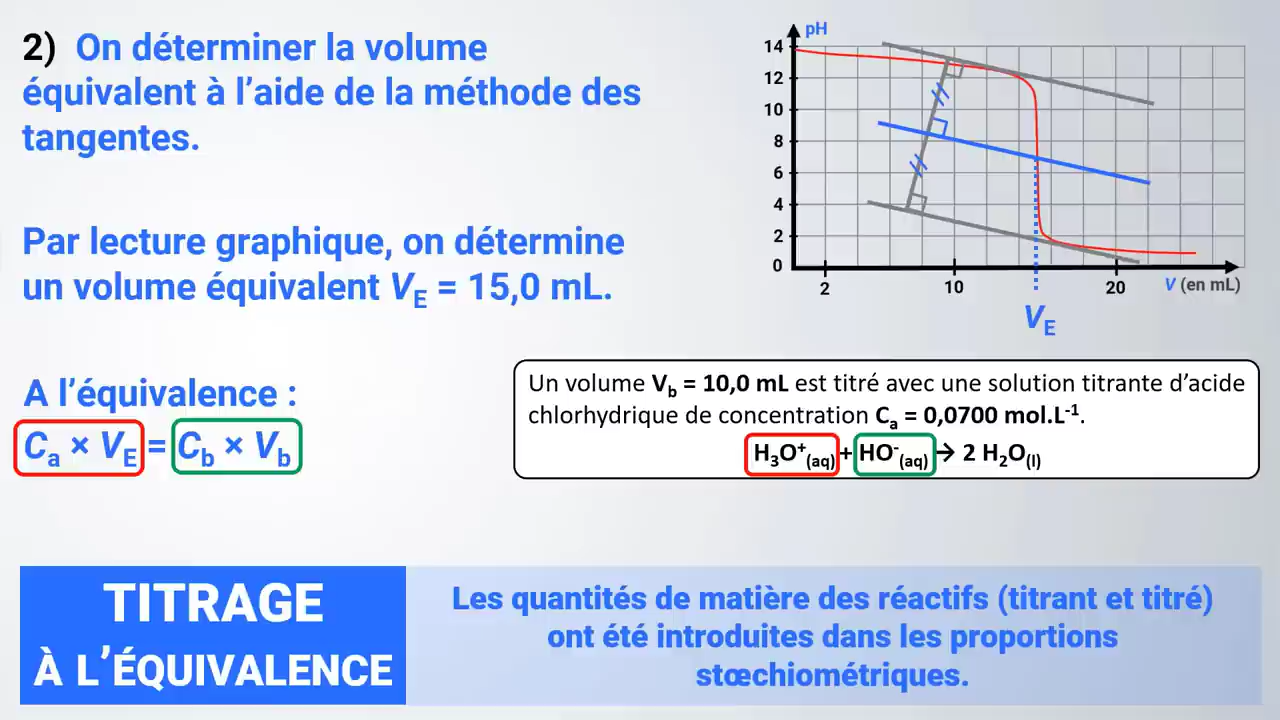 2) On déterminer la volume
équivalent à l’aide de la méthode des
tangentes.
Par lecture graphique, on détermine
un volume équivalent VE = 15,0 mL.
A l’équivalence :
Ca × VE = Cb × Vb
pH
14
12
10
8
6
4
2
0
2
10
20
V (en mL)
VE
Un volume Vb = 10,0 mL est titré avec une solution titrante d’acide
chlorhydrique de concentration Ca = 0,0700 mol.L-1.
H3O+(aq) + HO-(aq) → 2 H2O(l)
TITRAGE
À L’ÉQUIVALENCE
Les quantités de matière des réactifs (titrant et titré)
ont été introduites dans les proportions
stœchiométriques.